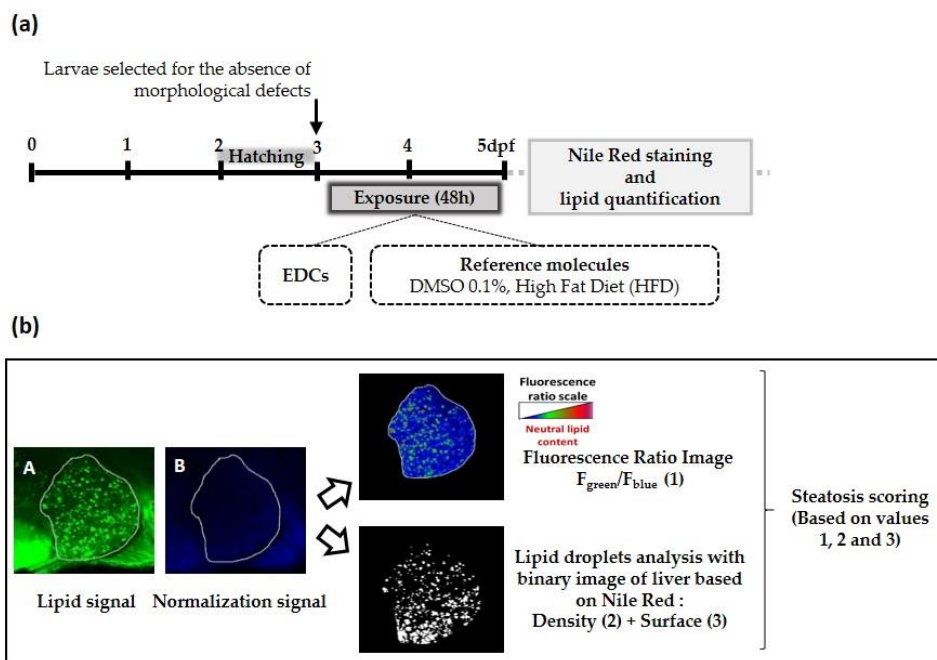 (a)
Larvae selected for the absence of
morphological defects
0
1
2
3
4
5dpf
Hatching
Exposure (48h)
Nile Red staining
and
lipid quantification
EDCs
Reference molecules
DMSO 0.1%, High Fat Diet (HFD)
(b)
A
B
Lipid signal
Normalization signal
Fluorescence
ratio scale
Neutral lipid
content
Fluorescence Ratio Image
Fgreen/Fblue (1)
Lipid droplets analysis with
binary image of liver based
on Nile Red :
Density (2) + Surface (3)
Steatosis scoring
(Based on values
1, 2 and 3)